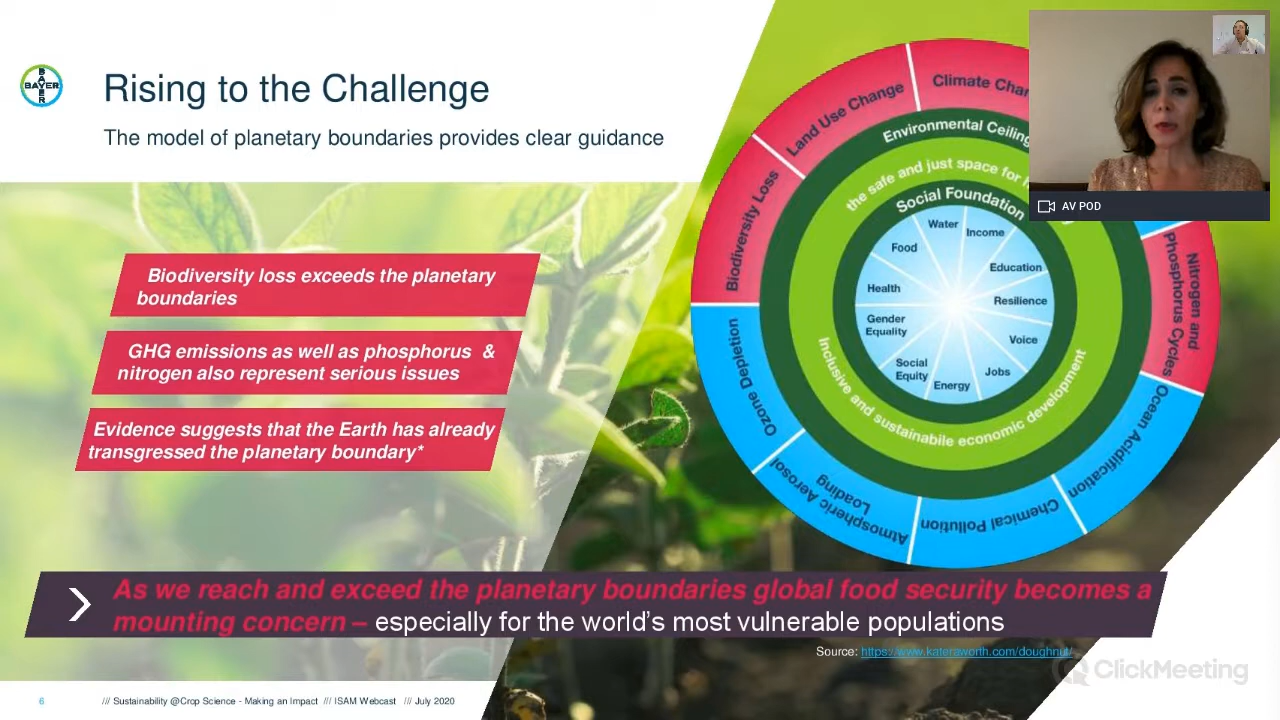 BAYER
BAYER
Rising to the Challenge
The model of planetary boundaries provides clear guidance
Biodiversity loss exceeds the planetary
boundaries
GHG emissions as well as phosphorus &
nitrogen also represent serious issues
Evidence suggests that the Earth has already
transgressed the planetary boundary*
Land Use Change
Climate Chan
Biodiversity Loss
Environmental Ceiling
the safe and just space for h
Social Foundation
Water
Income
Food
Education
Health
Resilience
Gender
Equality
Voice
Social
Equity
Jobs
Energy
Inclusive and sustainabile economic development
Nitrogen and
Phosphorus Cycles
Ozone Depletion
Ocean Acidification
Atmospheric Aerosol
Loading
Chemical Pollution
AV POD
As we reach and exceed the planetary boundaries global food security becomes a
mounting concern – especially for the world's most vulnerable populations
Source: https://www.kateraworth.com/doughnut/
ClickMeeting
6
/// Sustainability @Crop Science - Making an Impact /// ISAM Webcast /// July 2020